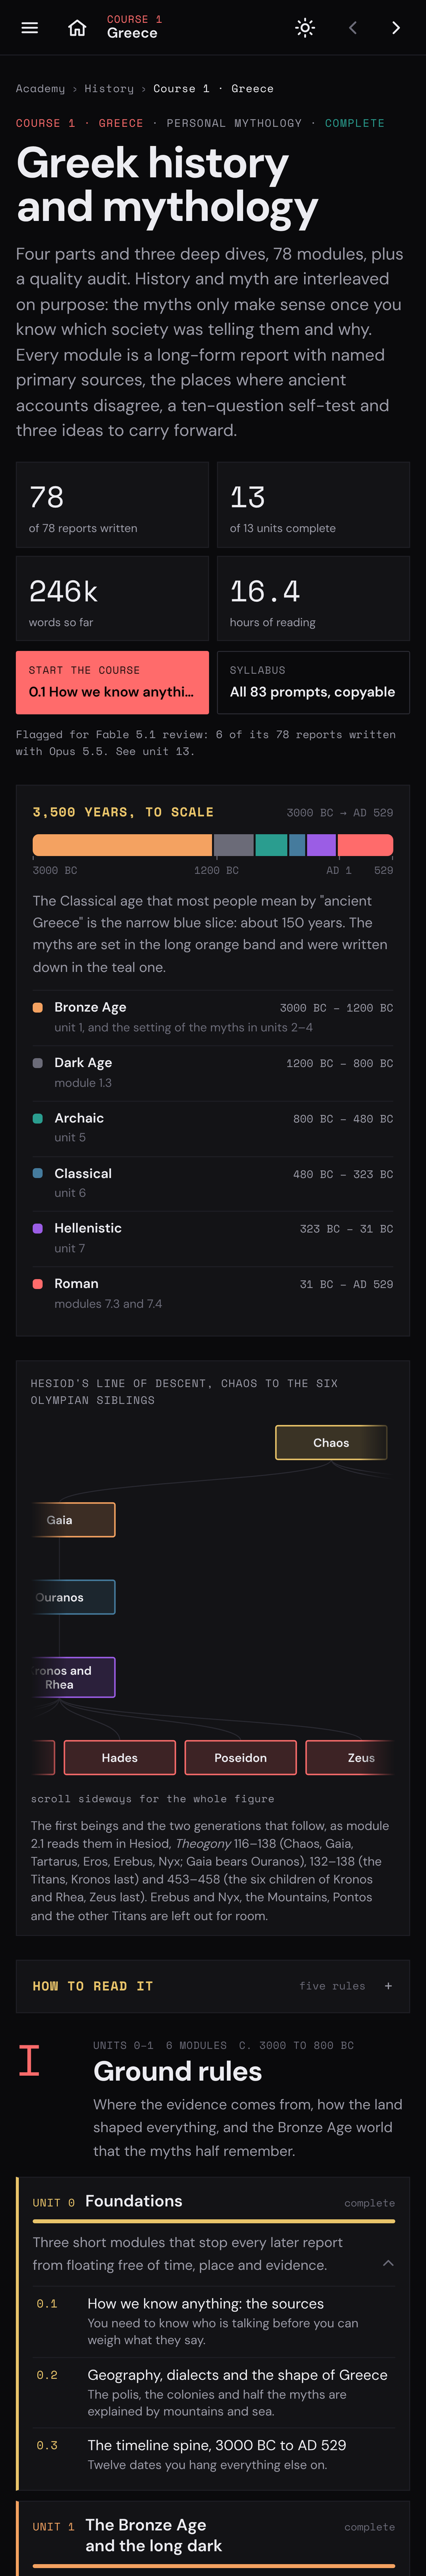 COURSE 1
Greece
Academy › History › Course 1 · Greece
COURSE 1 · GREECE · PERSONAL MYTHOLOGY · COMPLETE
Greek history
and mythology
Four parts and three deep dives, 78 modules, plus
a quality audit. History and myth are interleaved
on purpose: the myths only make sense once you
know which society was telling them and why.
Every module is a long-form report with named
primary sources, the places where ancient
accounts disagree, a ten-question self-test and
three ideas to carry forward.
78
of 78 reports written
13
of 13 units complete
246k
words so far
16.4
hours of reading
START THE COURSE
0.1 How we know anythi...
SYLLABUS
All 83 prompts, copyable
Flagged for Fable 5.1 review: 6 of its 78 reports written
with Opus 5.5. See unit 13.
3,500 YEARS, TO SCALE
3000 BC → AD 529
3000 BC
1200 BC
AD 1
529
The Classical age that most people mean by "ancient
Greece" is the narrow blue slice: about 150 years. The
myths are set in the long orange band and were written
down in the teal one.
Bronze Age
3000 BC – 1200 BC
unit 1, and the setting of the myths in units 2–4
Dark Age
1200 BC – 800 BC
module 1.3
Archaic
800 BC – 480 BC
unit 5
Classical
480 BC – 323 BC
unit 6
Hellenistic
323 BC – 31 BC
unit 7
Roman
31 BC – AD 529
modules 7.3 and 7.4
HESIOD'S LINE OF DESCENT, CHAOS TO THE SIX
OLYMPIAN SIBLINGS
Chaos
Gaia
Ouranos
ronos and
Rhea
Hades
Poseidon
Zeus
scroll sideways for the whole figure
The first beings and the two generations that follow, as module
2.1 reads them in Hesiod, Theogony 116–138 (Chaos, Gaia,
Tartarus, Eros, Erebus, Nyx; Gaia bears Ouranos), 132–138 (the
Titans, Kronos last) and 453–458 (the six children of Kronos
and Rhea, Zeus last). Erebus and Nyx, the Mountains, Pontos
and the other Titans are left out for room.
HOW TO READ IT
five rules +
I
UNITS 0–1 6 MODULES C. 3000 TO 800 BC
Ground rules
Where the evidence comes from, how the land
shaped everything, and the Bronze Age world
that the myths half remember.
UNIT 0 Foundations
complete
Three short modules that stop every later report
from floating free of time, place and evidence.
0.1
How we know anything: the sources
You need to know who is talking before you can
weigh what they say.
0.2
Geography, dialects and the shape of Greece
The polis, the colonies and half the myths are
explained by mountains and sea.
0.3
The timeline spine, 3000 BC to AD 529
Twelve dates you hang everything else on.
UNIT 1 The Bronze Age
and the long dark
complete